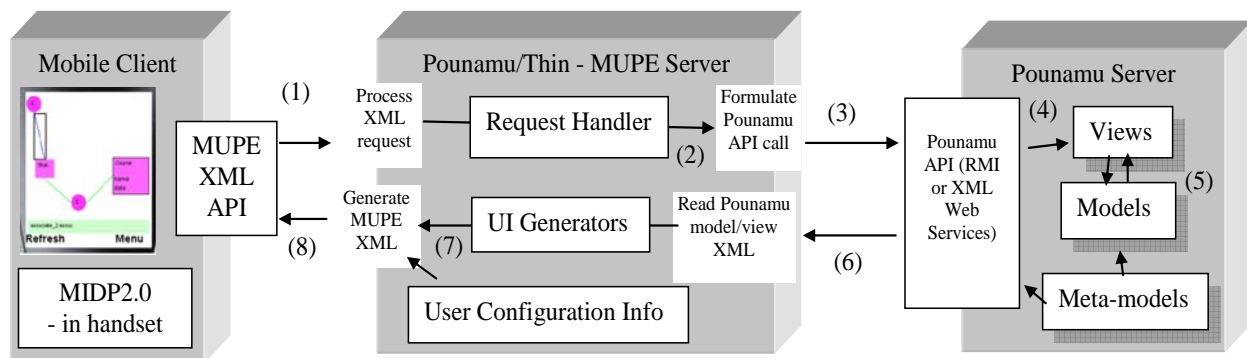 Mobile Client
Refresh Menu
MUPE
XML
API
MIDP2.0
- in handset
(1)
(8)
Pounamu/Thin - MUPE Server
Process
XML
request
Request Handler
(2)
Formulate
Pounamu
API call
Generate
MUPE
XML
(7)
UI Generators
Read Pounamu
model/view
XML
User Configuration Info
(3)
(6)
Pounamu Server
Pounamu
API (RMI
or XML
Web
Services)
(4)
Views
(5)
Models
Meta-models